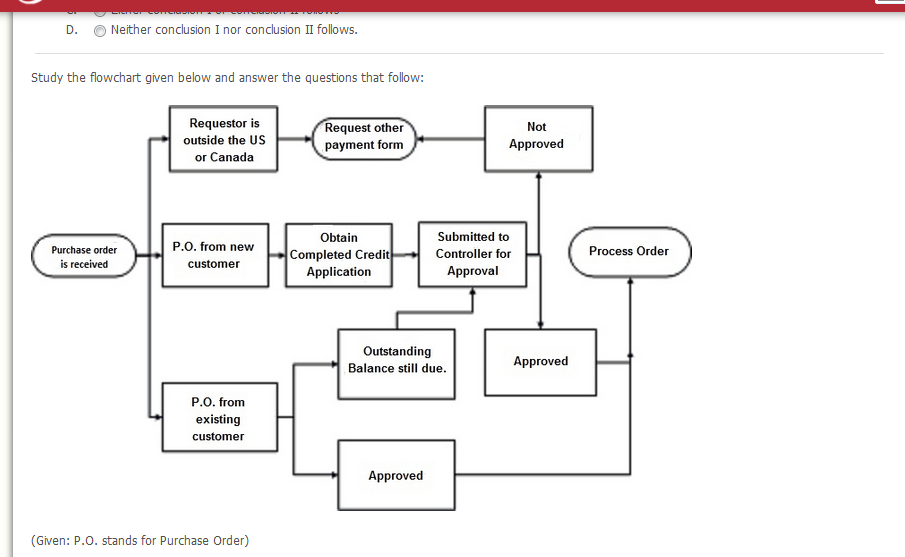 D. Neither conclusion I nor conclusion II follows.
Study the flowchart given below and answer the questions that follow:
Requestor is
outside the US
or Canada
Request other
payment form
Not
Approved
Purchase order
is received
P.O. from new
customer
Obtain
Completed Credit
Application
Submitted to
Controller for
Approval
Process Order
Outstanding
Balance still due.
Approved
P.O. from
existing
customer
Approved
(Given: P.O. stands for Purchase Order)